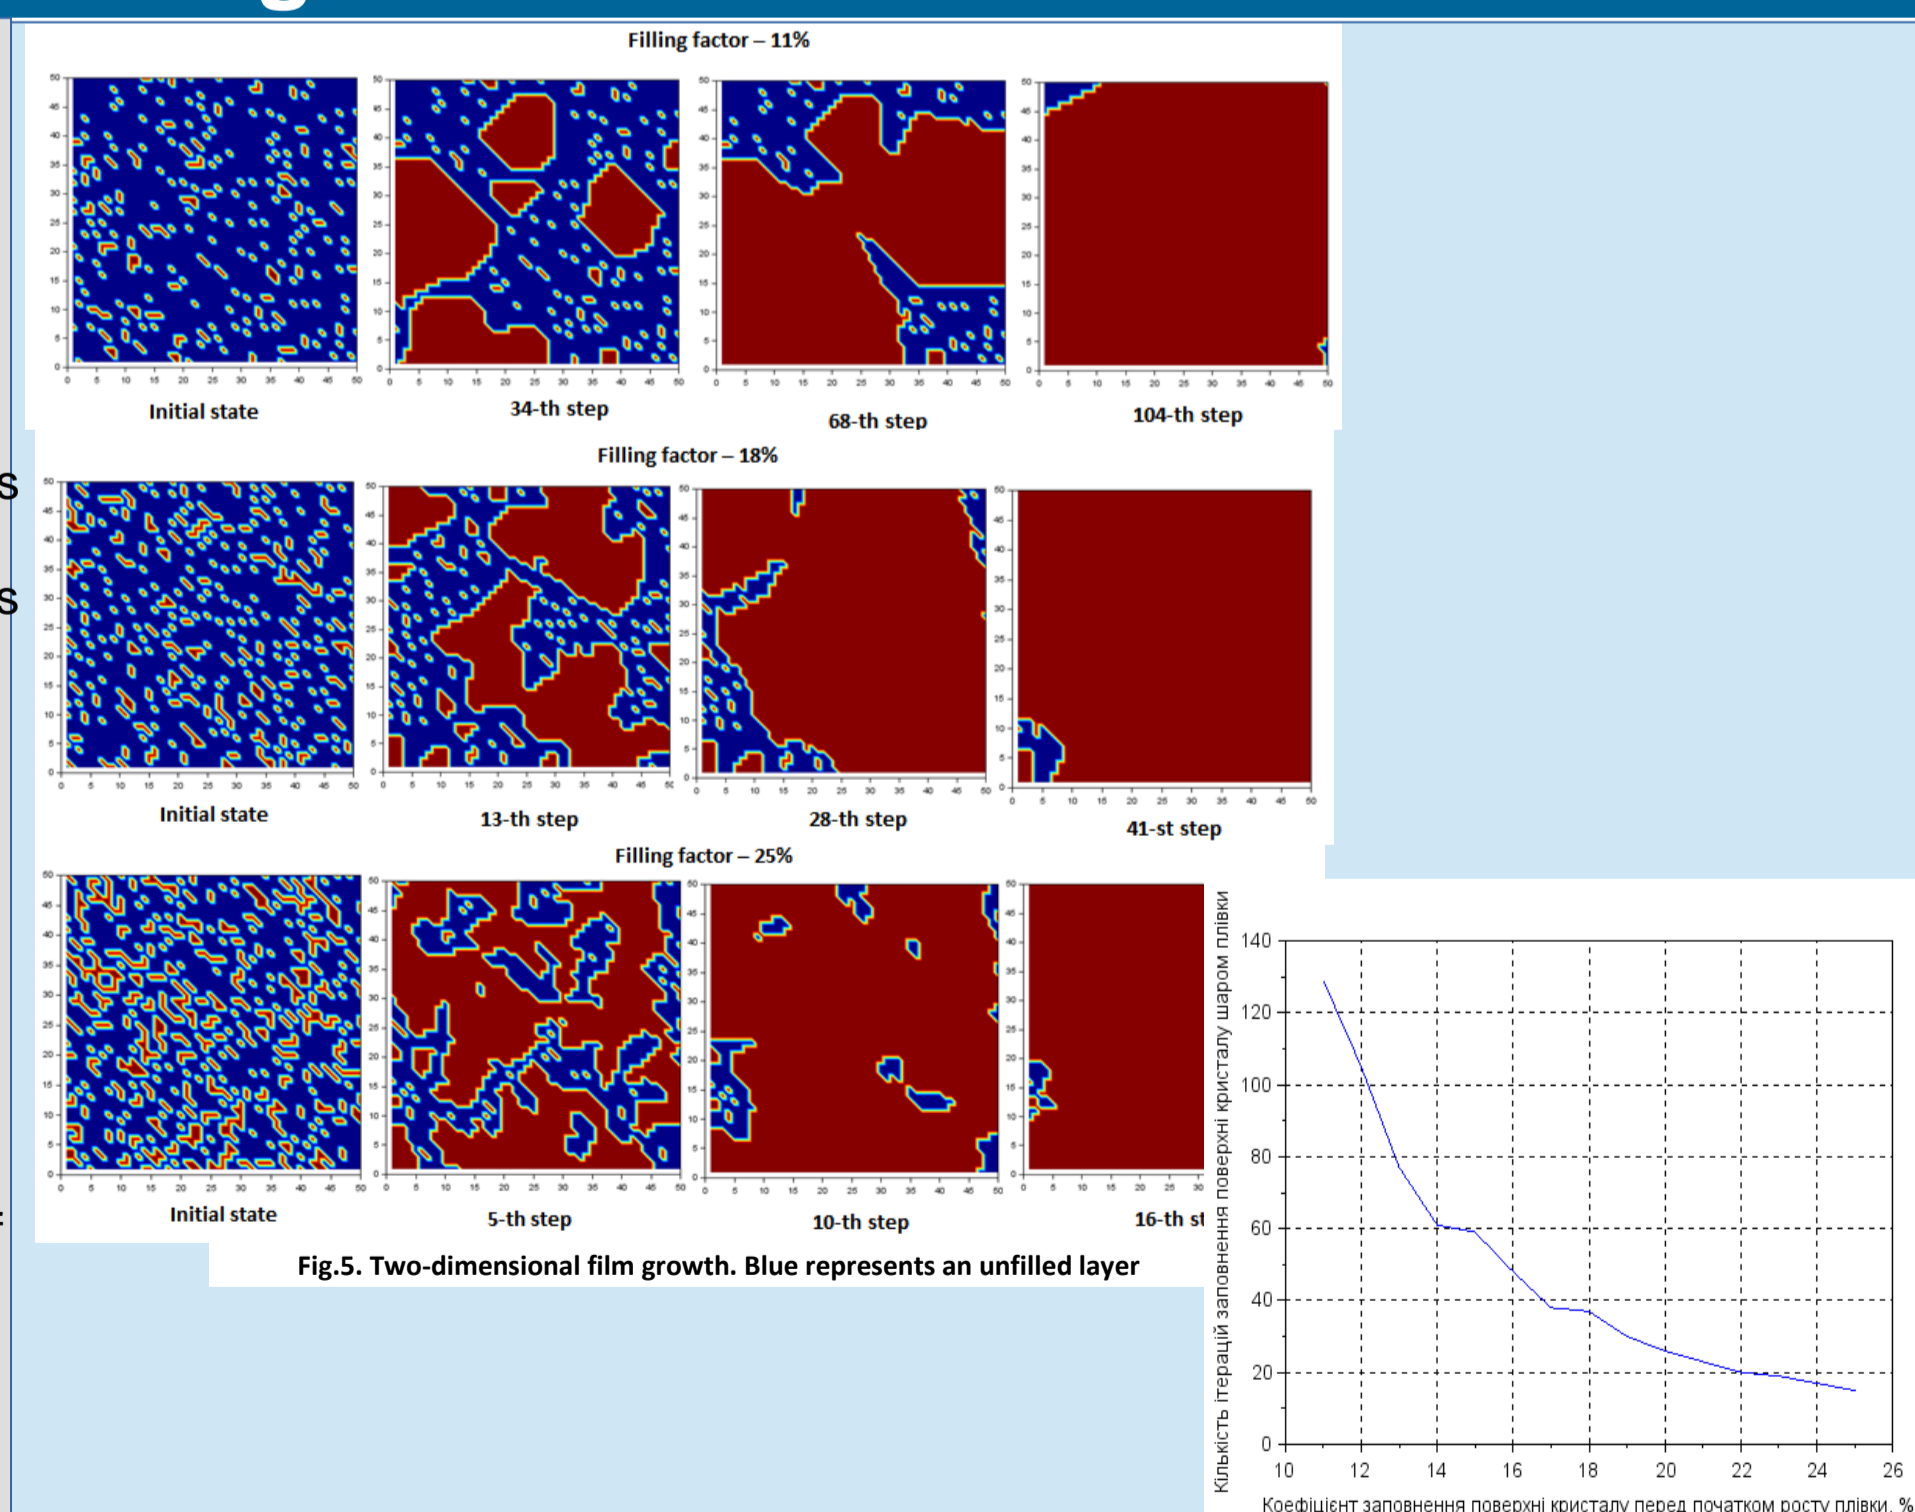 Filling factor – 11%
Initial state
34-th step
68-th step
104-th step
Filling factor – 18%
Initial state
13-th step
28-th step
41-st step
Filling factor – 25%
Initial state
5-th step
10-th step
16-th st
Fig.5. Two-dimensional film growth. Blue represents an unfilled layer
Кількість ітерацій заповнення поверхні кристалу шаром плівки
140
120
100
80
60
40
20
0
10 12 14 16 18 20 22 24 26
Коефіцієнт заповнення поверхні кристалу перед початком росту плівки, %